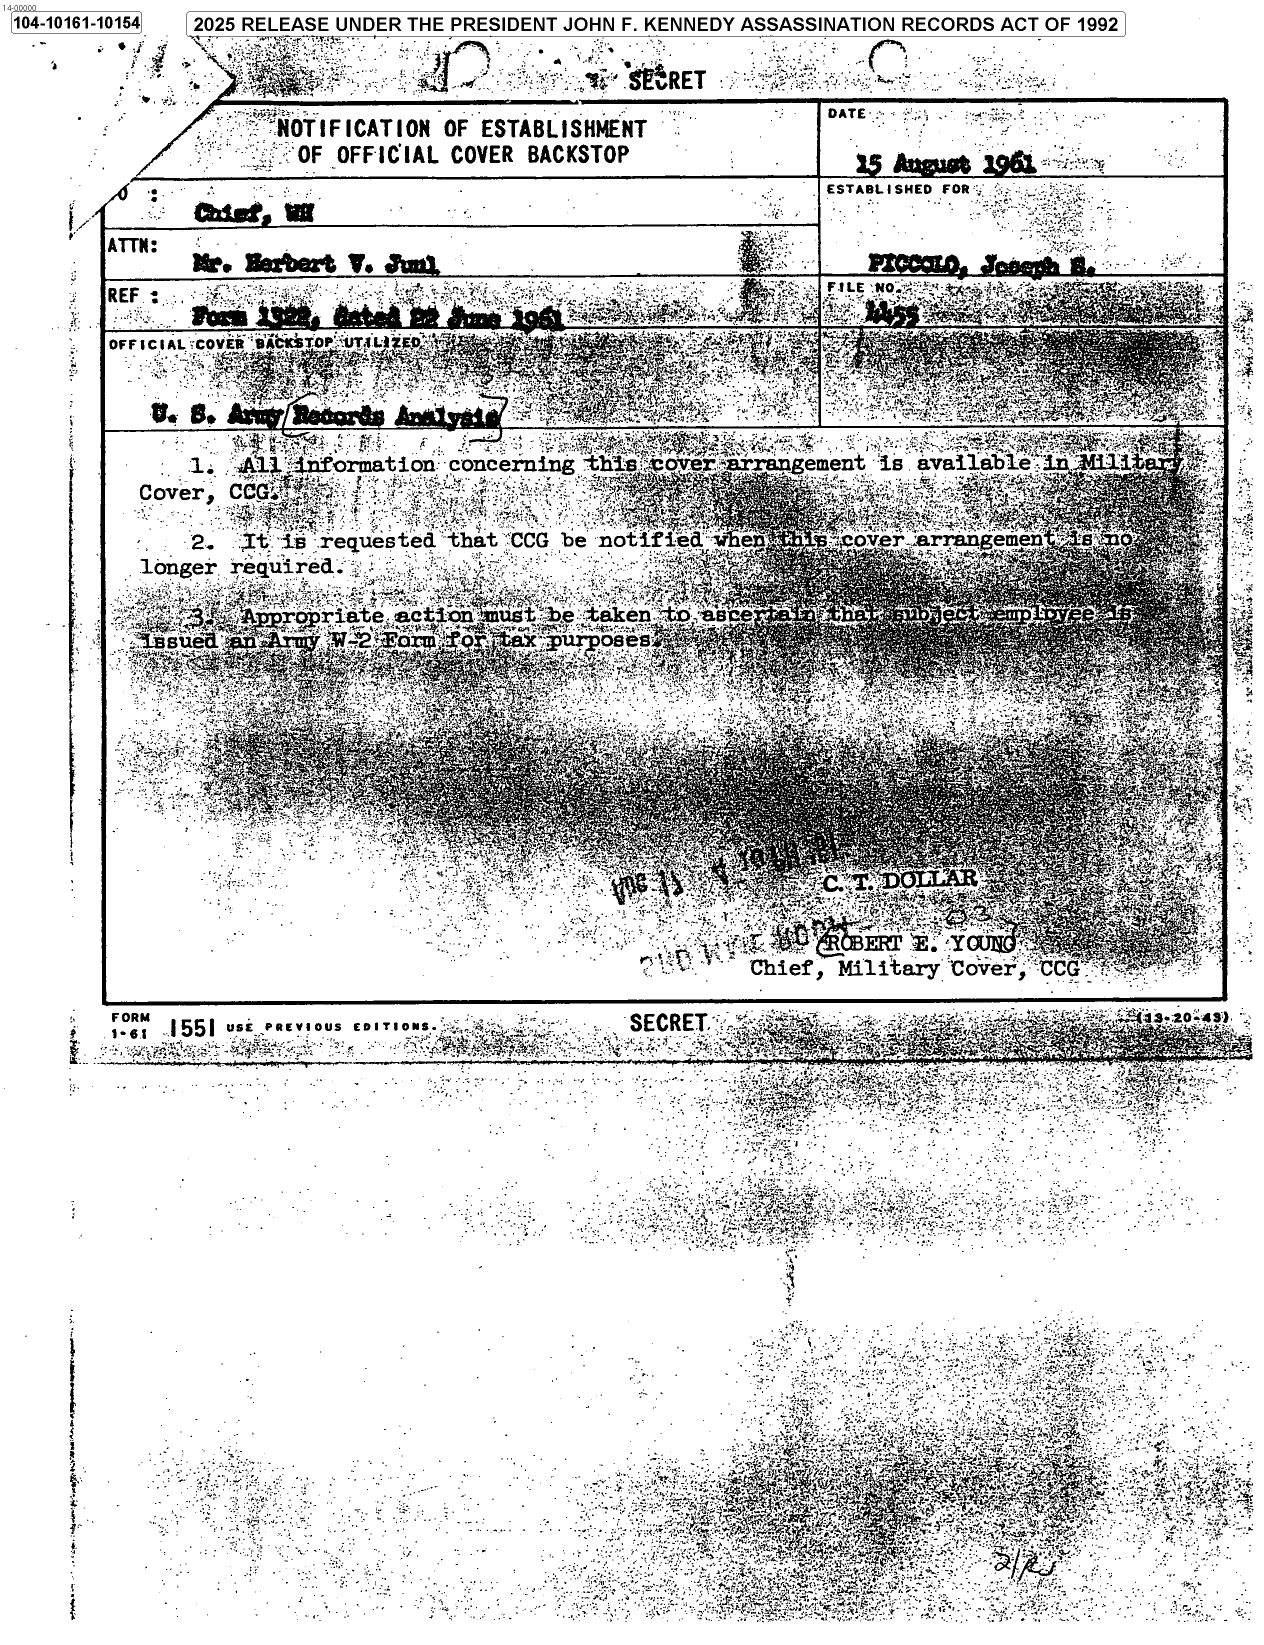 14-00000
104-10161-10154
2025 RELEASE UNDER THE PRESIDENT JOHN F. KENNEDY ASSASSINATION RECORDS ACT OF 1992
SECRET
NOTIFICATION OF ESTABLISHMENT
OF OFFICIAL COVER BACKSTOP
DATE
15 August 1961
O :
Chief, WH
ESTABLISHED FOR
ATTN:
Mr. Herbert V. Juul
PICCOLO, Joseph S.
REF :
Form 1322, dated 22 June 1961
FILE NO.
4455
OFFICIAL COVER BACKSTOP UTILIZED
U. S. Army Records Analysis
1. All information concerning this cover arrangement is available in Military
Cover, CCG.
2. It is requested that CCG be notified when this cover arrangement is no
longer required.
3. Appropriate action must be taken to ascertain that subject employee is
issued an Army W-2 Form for tax purposes.
C. T. DOLLAR
ROBERT E. YOUNG
Chief, Military Cover, CCG
FORM
1-61 1551 USE PREVIOUS EDITIONS.
SECRET
(13-20-43)